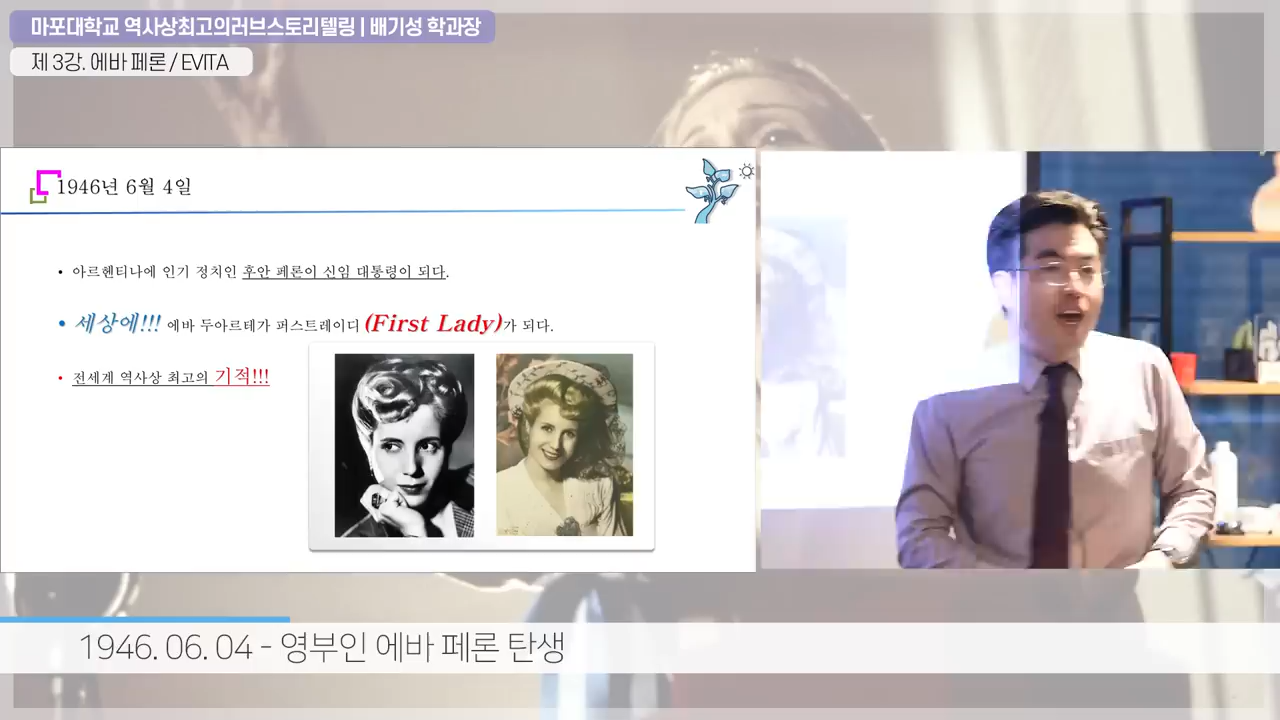 마포대학교 역사상최고의러브스토리텔링 | 배기성 학과장
제 3강. 에바 페론 / EVITA
1946년 6월 4일
• 아르헨티나에 인기 정치인 후안 페론이 신임 대통령이 되다.
• 세상에!!! 에바 두아르테가 퍼스트레이디 (First Lady)가 되다.
• 전세계 역사상 최고의 기적!!!
1946. 06. 04 - 영부인 에바 페론 탄생